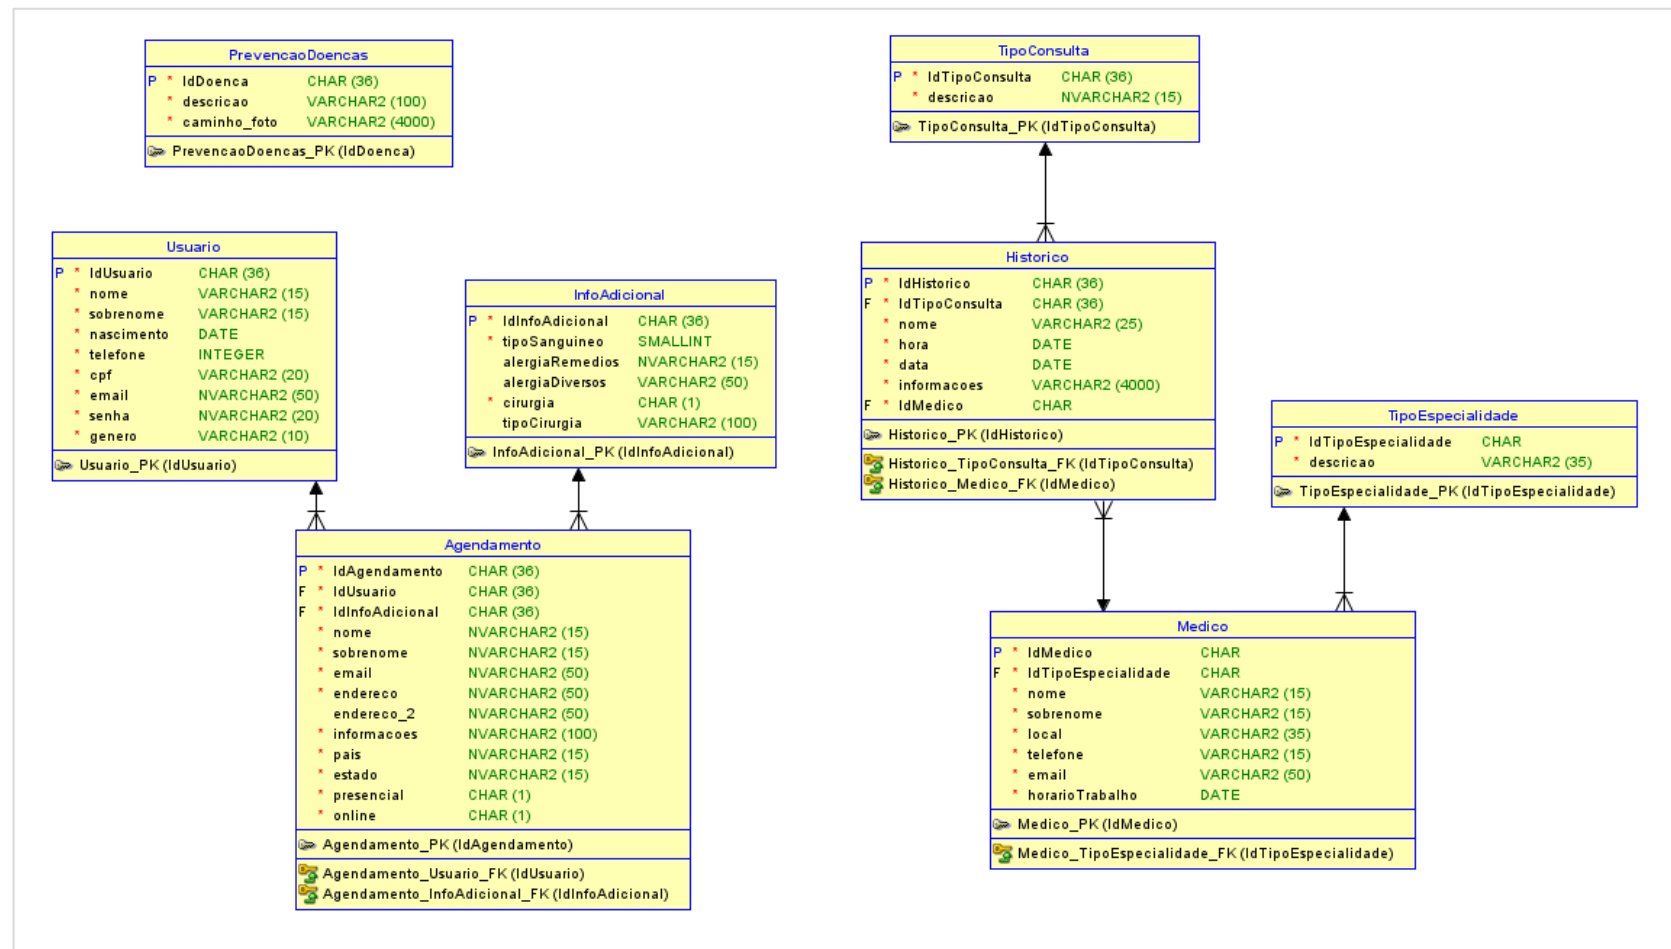 PrevencaoDoencas
P * IdDoenca CHAR (36)
* descricao VARCHAR2 (100)
* caminho_foto VARCHAR2 (4000)
PrevencaoDoencas_PK (IdDoenca)
TipoConsulta
P * IdTipoConsulta CHAR (36)
* descricao NVARCHAR2 (15)
TipoConsulta_PK (IdTipoConsulta)
Usuario
P * IdUsuario CHAR (36)
* nome VARCHAR2 (15)
* sobrenome VARCHAR2 (15)
* nascimento DATE
* telefone INTEGER
* cpf VARCHAR2 (20)
* email NVARCHAR2 (50)
* senha NVARCHAR2 (20)
* genero VARCHAR2 (10)
Usuario_PK (IdUsuario)
InfoAdicional
P * IdInfoAdicional CHAR (36)
* tipoSanguineo SMALLINT
alergiaRemedios NVARCHAR2 (15)
alergiaDiversos VARCHAR2 (50)
* cirurgia CHAR (1)
tipoCirurgia VARCHAR2 (100)
InfoAdicional_PK (IdInfoAdicional)
Historico
P * IdHistorico CHAR (36)
F * IdTipoConsulta CHAR (36)
* nome VARCHAR2 (25)
* hora DATE
* data DATE
* informacoes VARCHAR2 (4000)
F * IdMedico CHAR
Historico_PK (IdHistorico)
Historico_TipoConsulta_FK (IdTipoConsulta)
Historico_Medico_FK (IdMedico)
TipoEspecialidade
P * IdTipoEspecialidade CHAR
* descricao VARCHAR2 (35)
TipoEspecialidade_PK (IdTipoEspecialidade)
Agendamento
P * IdAgendamento CHAR (36)
F * IdUsuario CHAR (36)
F * IdInfoAdicional CHAR (36)
* nome NVARCHAR2 (15)
* sobrenome NVARCHAR2 (15)
* email NVARCHAR2 (50)
* endereco NVARCHAR2 (50)
endereco_2 NVARCHAR2 (50)
* informacoes NVARCHAR2 (100)
* pais NVARCHAR2 (15)
* estado NVARCHAR2 (15)
* presencial CHAR (1)
* online CHAR (1)
Agendamento_PK (IdAgendamento)
Agendamento_Usuario_FK (IdUsuario)
Agendamento_InfoAdicional_FK (IdInfoAdicional)
Medico
P * IdMedico CHAR
F * IdTipoEspecialidade CHAR
* nome VARCHAR2 (15)
* sobrenome VARCHAR2 (15)
* local VARCHAR2 (35)
* telefone VARCHAR2 (15)
* email VARCHAR2 (50)
* horarioTrabalho DATE
Medico_PK (IdMedico)
Medico_TipoEspecialidade_FK (IdTipoEspecialidade)